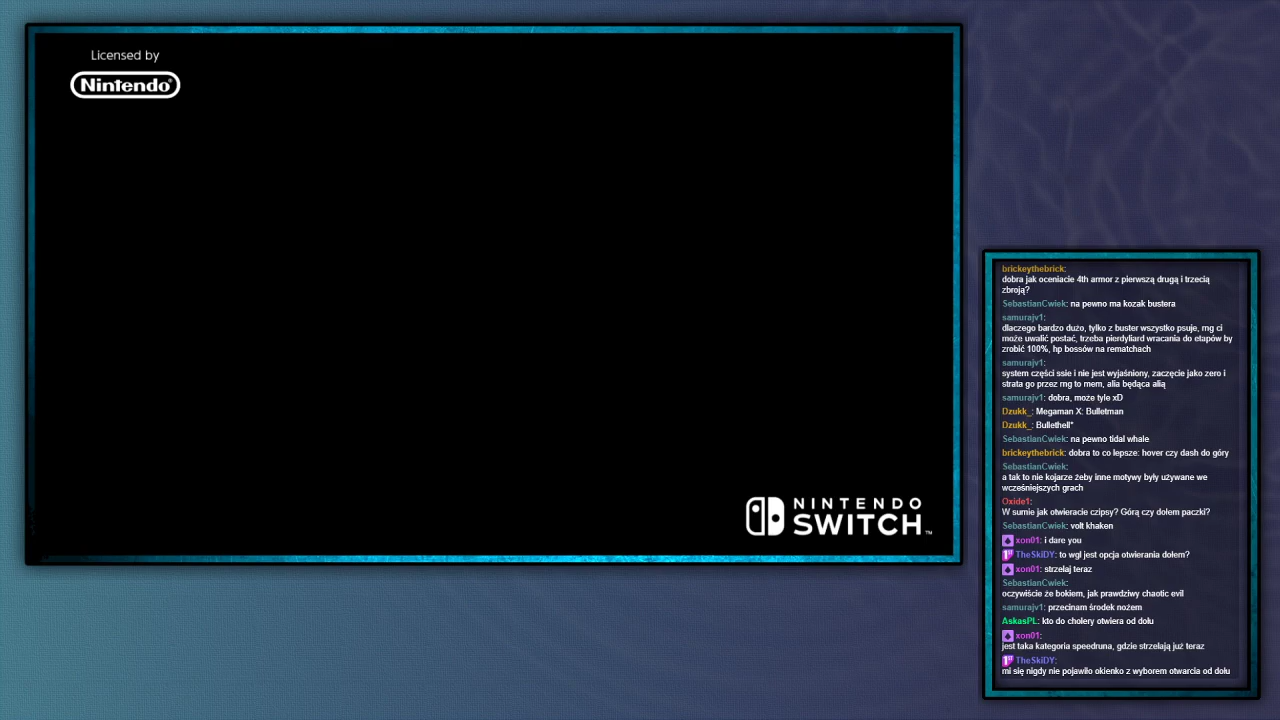 Licensed by
Nintendo
NINTENDO
SWITCH
brickeythebrick:
dobra jak oceniacie 4th armor z pierwszą drugą i trzecią
zbroją?
SebastianCwiek: na pewno ma kozak bustera
samurajv1:
dlaczego bardzo dużo, tylko z buster wszystko psuje, rng ci
może uwalić postać, trzeba pierdyliard wracania do etapów by
zrobić 100%, hp bossów na rematchach
samurajv1:
system części ssie i nie jest wyjaśniony, zaczęcie jako zero i
strata go przez rng to mem, alia będąca alią
samurajv1: dobra, może tyle xD
Dzukk_: Megaman X: Bulletman
Dzukk_: Bullethell*
SebastianCwiek: na pewno tidal whale
brickeythebrick: dobra to co lepsze: hover czy dash do góry
SebastianCwiek:
a tak to nie kojarze żeby inne motywy były używane we
wcześniejszych grach
Oxide1:
W sumie jak otwieracie czipsy? Górą czy dołem paczki?
SebastianCwiek: volt khaken
xon01: i dare you
TheSkiDY: to wgl jest opcja otwierania dołem?
xon01: strzelaj teraz
SebastianCwiek:
oczywiście że bokiem, jak prawdziwy chaotic evil
samurajv1: przecinam środek nożem
AskasPL: kto do cholery otwiera od dołu
xon01:
jest taka kategoria speedruna, gdzie strzelają już teraz
TheSkiDY:
mi się nigdy nie pojawiło okienko z wyborem otwarcia od dołu